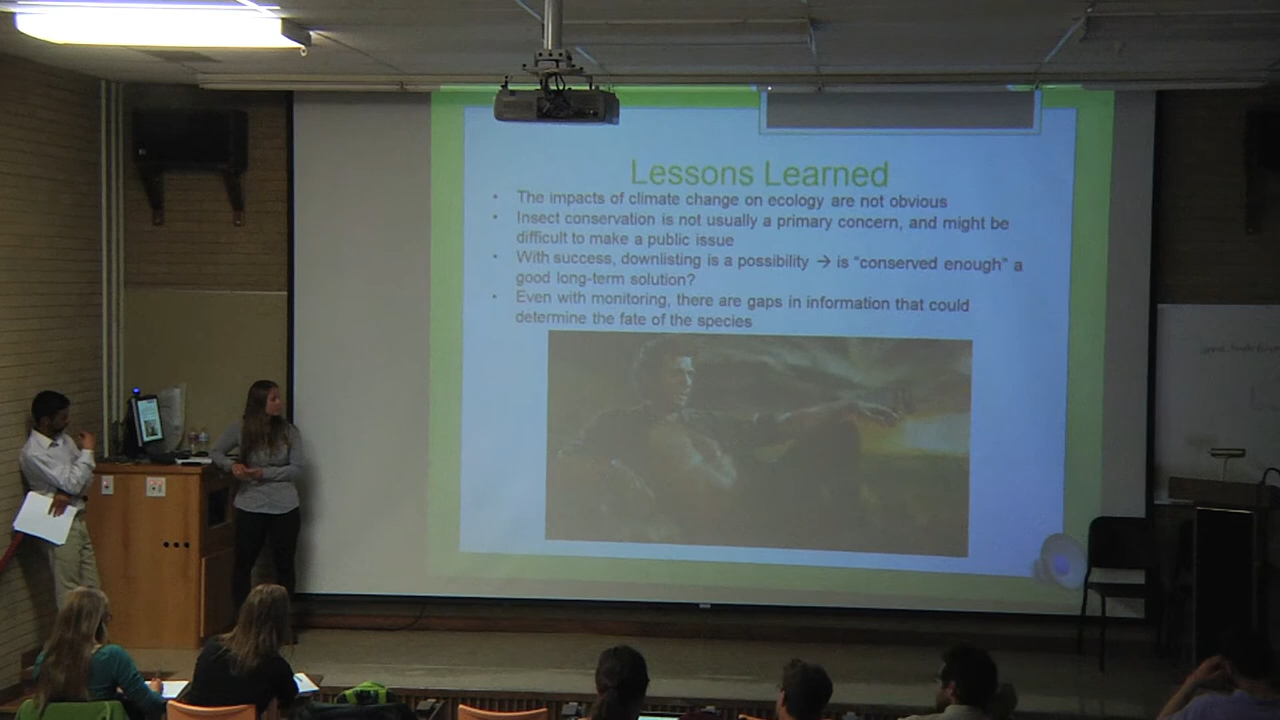 Lessons Learned
• The impacts of climate change on ecology are not obvious
• Insect conservation is not usually a primary concern, and might be
difficult to make a public issue
• With success, downlisting is a possibility → is "conserved enough" a
good long-term solution?
• Even with monitoring, there are gaps in information that could
determine the fate of the species